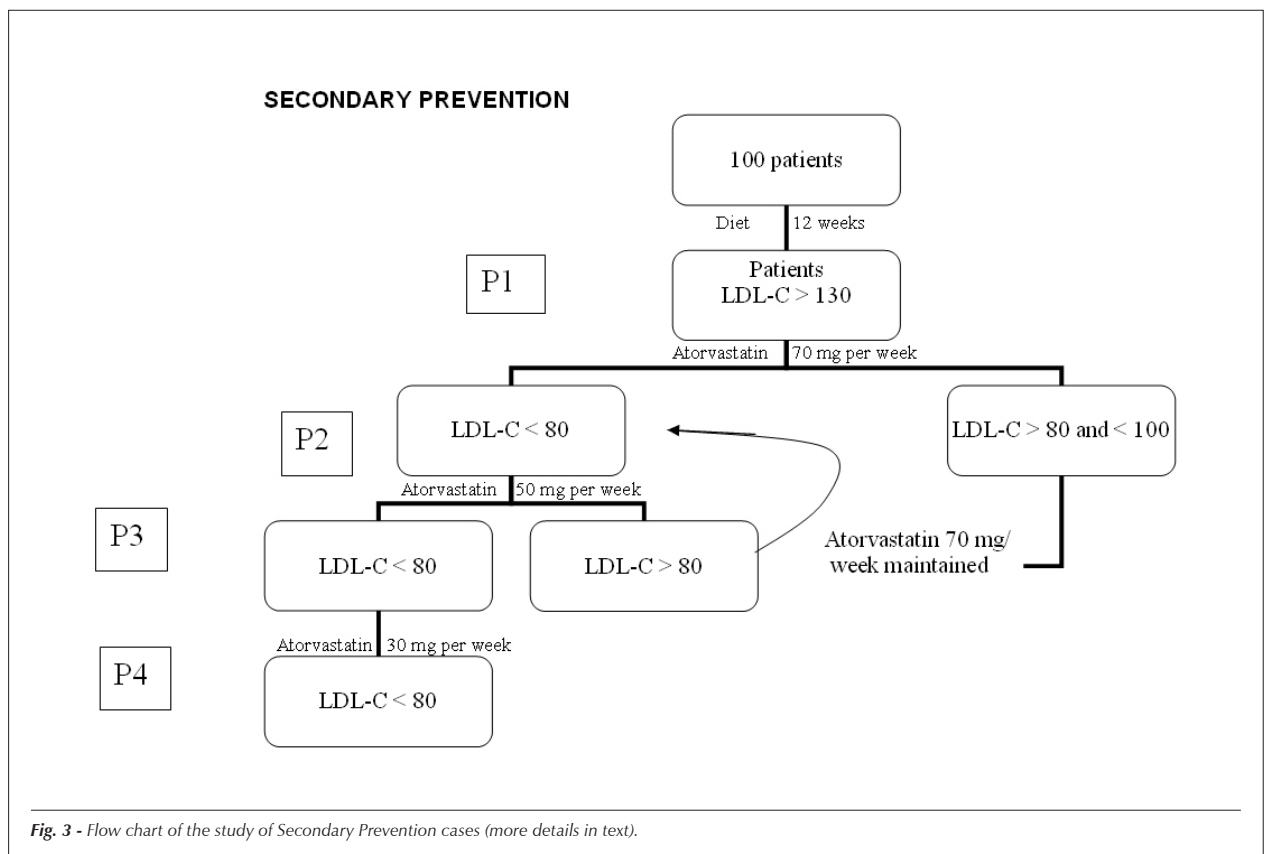 SECONDARY PREVENTION
100 patients
Diet 12 weeks
P1
Patients
LDL-C > 130
Atorvastatin 70 mg per week
P2
LDL-C < 80
LDL-C > 80 and < 100
Atorvastatin 50 mg per week
P3
LDL-C < 80
LDL-C > 80
Atorvastatin 70 mg/
week maintained
Atorvastatin 30 mg per week
P4
LDL-C < 80
Fig. 3 - Flow chart of the study of Secondary Prevention cases (more details in text).